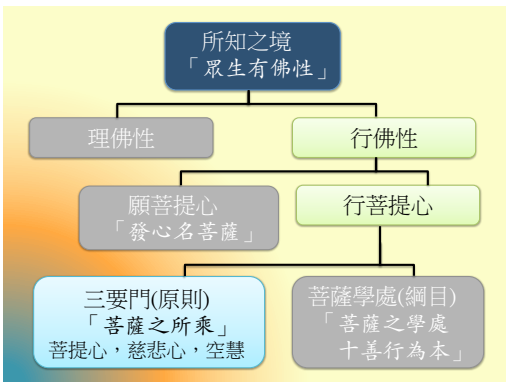 所知之境
「眾生有佛性」
理佛性
行佛性
願菩提心
「發心名菩薩」
行菩提心
三要門(原則)
「菩薩之所乘」
菩提心，慈悲心，空慧
菩薩學處(綱目)
「菩薩之學處
十善行為本」